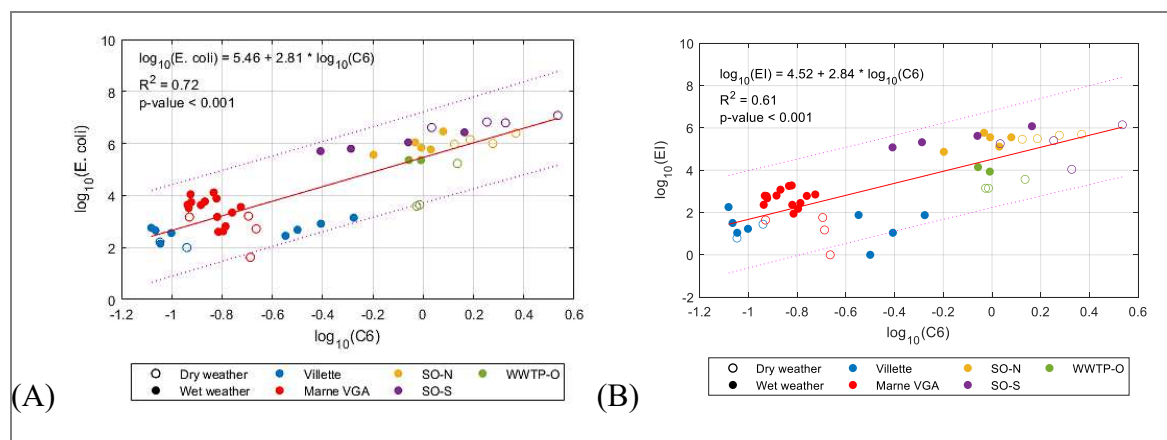 log10(E. coli) = 5.46 + 2.81 * log10(C6)
R2 = 0.72
p-value < 0.001
12
10
8
6
4
2
0
log10(E. coli)
-1.2 -1 -0.8 -0.6 -0.4 -0.2 0 0.2 0.4 0.6
log10(C6)
Dry weather Villette SO-N WWTP-O
Wet weather Marne VGA SO-S
(A)
log10(EI) = 4.52 + 2.84 * log10(C6)
R2 = 0.61
p-value < 0.001
10
8
6
4
2
0
-2
log10(EI)
-1.2 -1 -0.8 -0.6 -0.4 -0.2 0 0.2 0.4 0.6
log10(C6)
Dry weather Villette SO-N WWTP-O
Wet weather Marne VGA SO-S
(B)